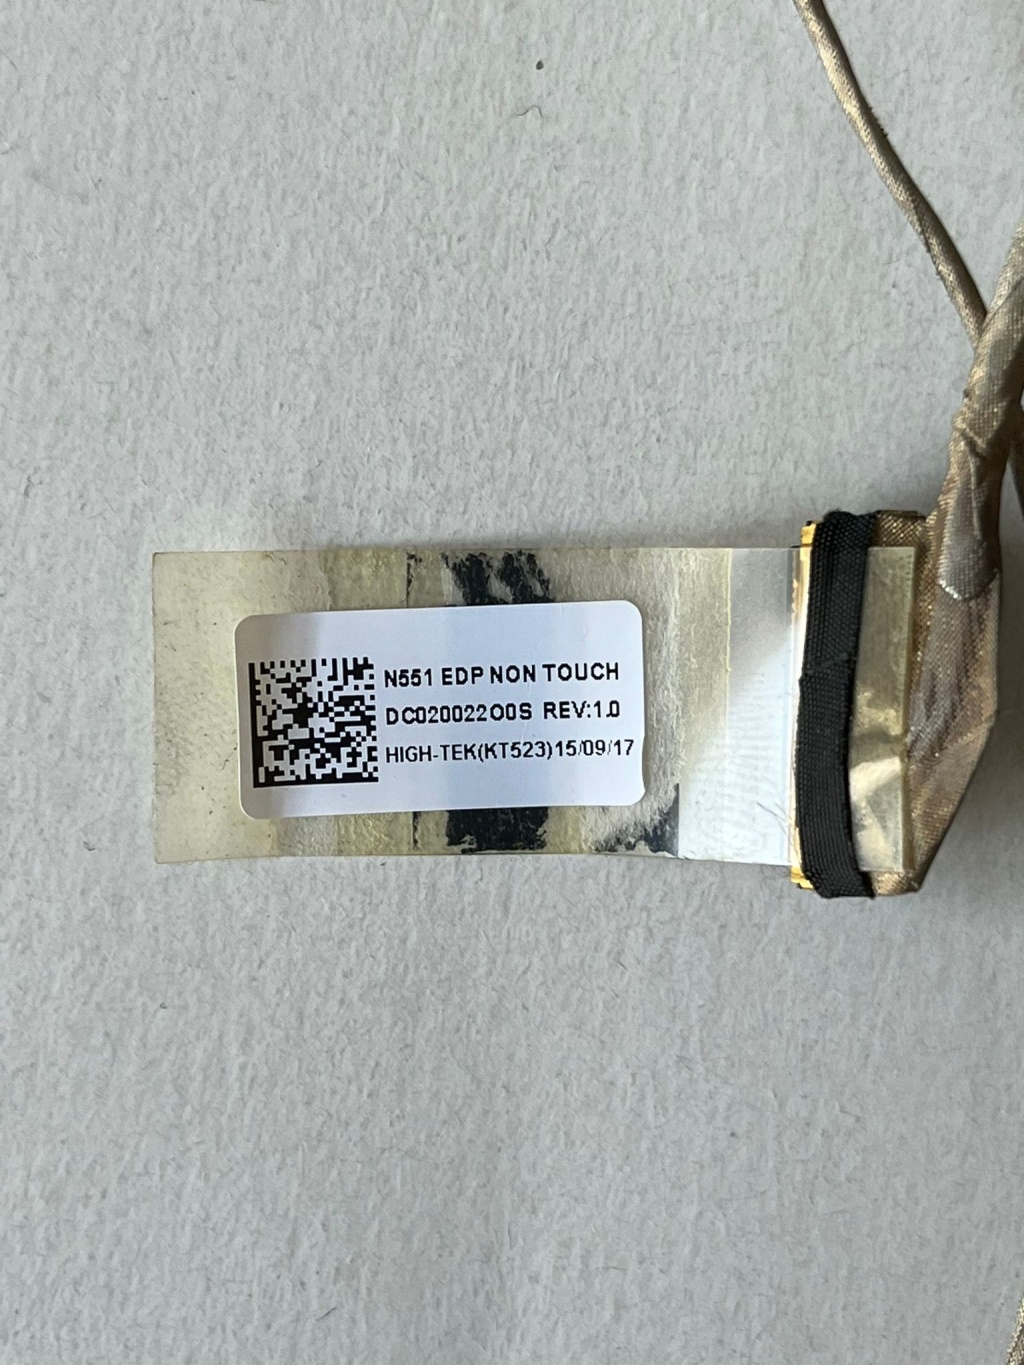 N551 EDP NON TOUCH
DC02002200S REV:1.0
HIGH-TEK(KT523)15/09/17